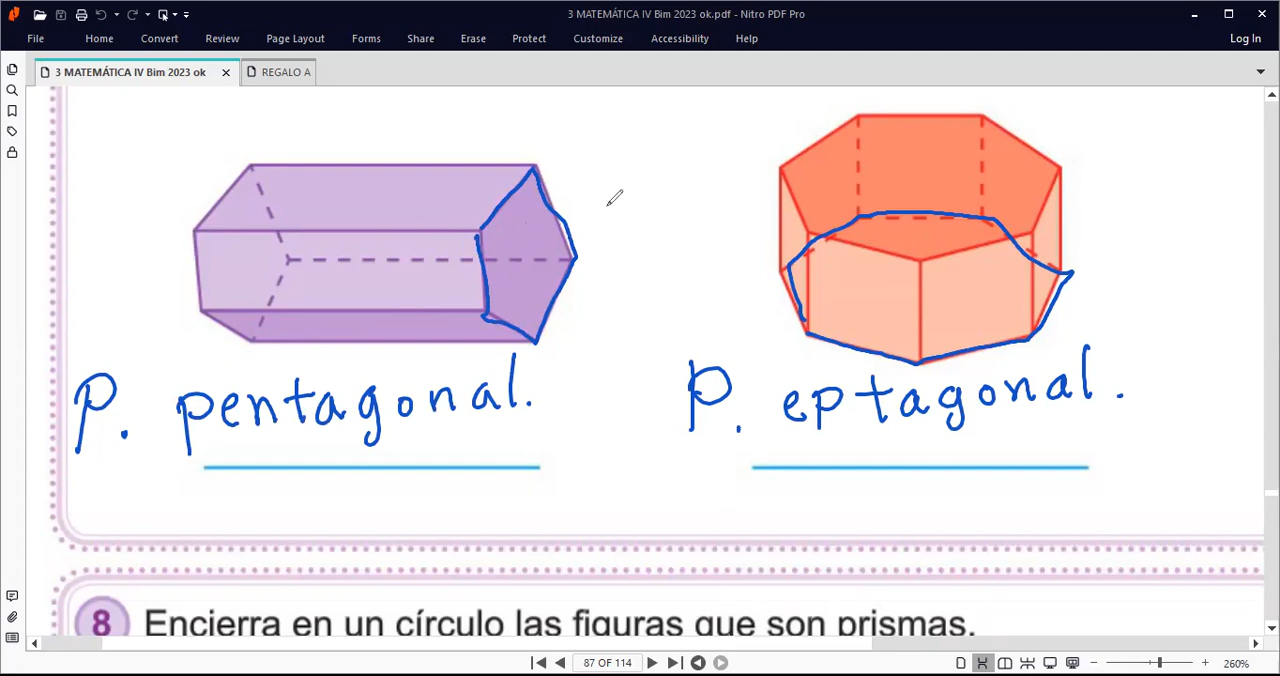 3 MATEMÁTICA IV Bim 2023 ok.pdf - Nitro PDF Pro
File Home Convert Review Page Layout Forms Share Erase Protect Customize Accessibility Help Log In
3 MATEMÁTICA IV Bim 2023 ok REGALO A
P. pentagonal. P. eptagonal.
8 Encierra en un círculo las figuras que son prismas.
87 OF 114 260%